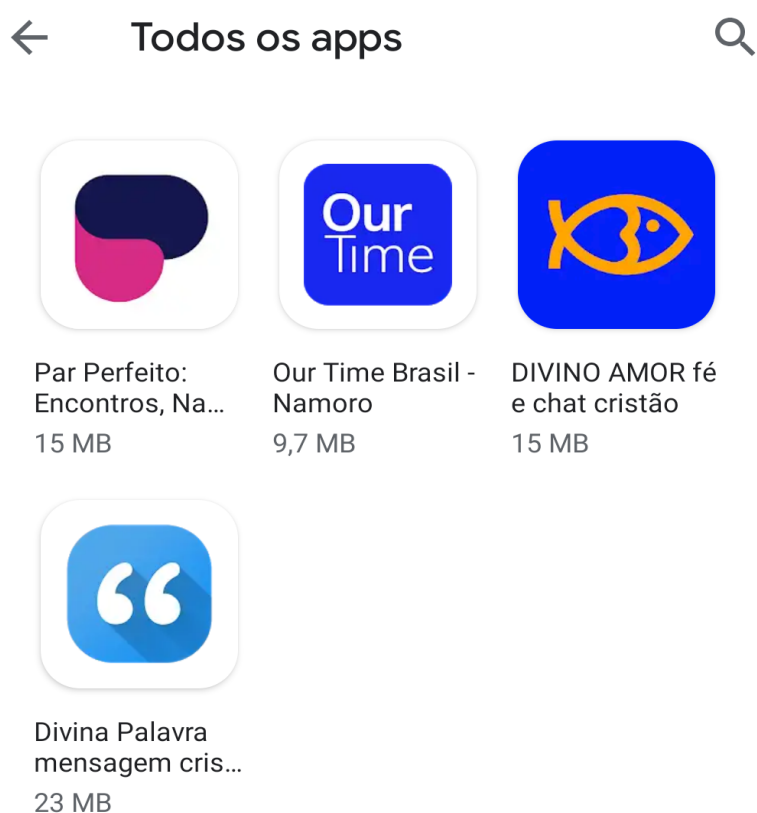 Todos os apps
Our
Time
Par Perfeito:
Encontros, Na...
15 MB
Our Time Brasil -
Namoro
9,7 MB
DIVINO AMOR fé
e chat cristão
15 MB
Divina Palavra
mensagem cris...
23 MB